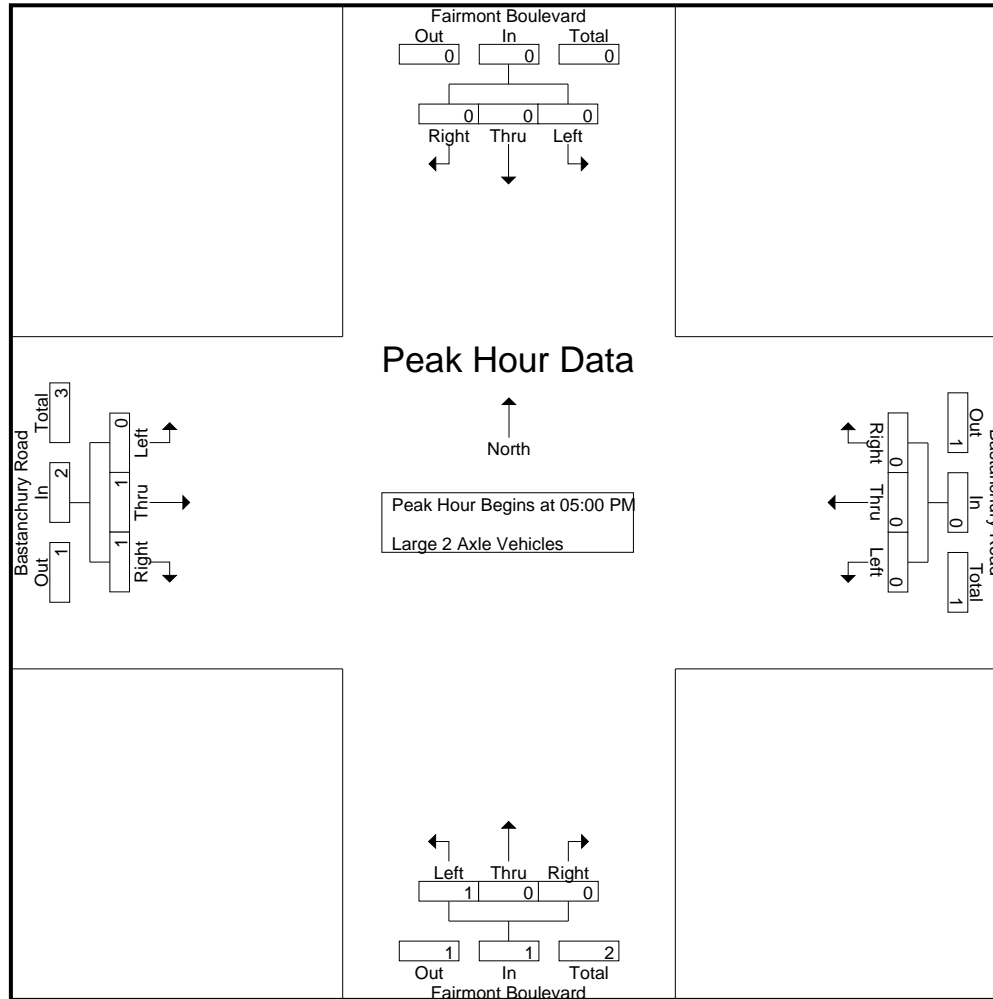 Fairmont Boulevard
Out In Total
0 0 0
0 0 0
Right Thru Left
Peak Hour Data
North
Peak Hour Begins at 05:00 PM
Large 2 Axle Vehicles
Bastanchury Road
Total In Out
3 2 1
0 1 1
Left Thru Right
Right Thru Left
0 0 0
1 0 1
Out In Total
Bastanchury Road
Left Thru Right
1 0 0
1 1 2
Out In Total
Fairmont Boulevard